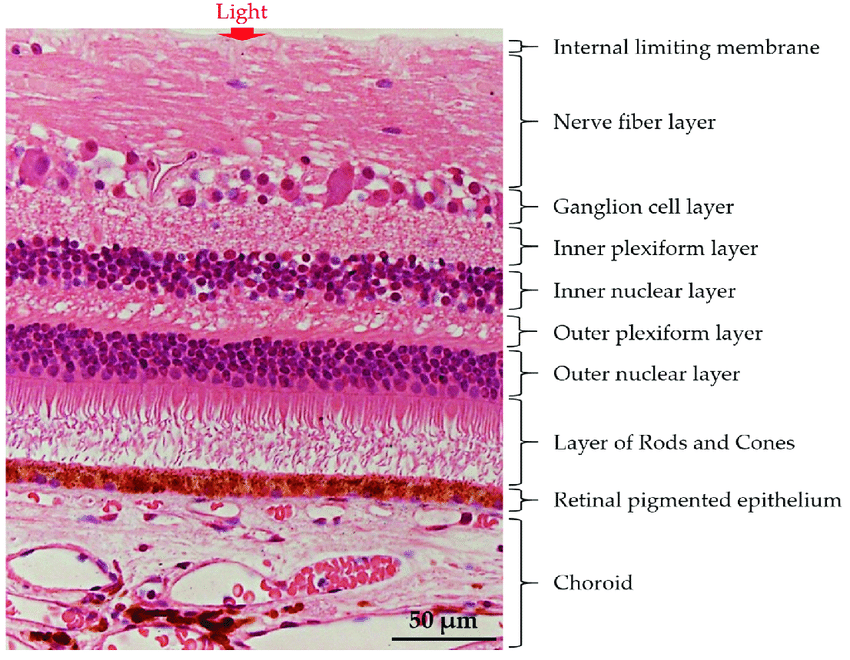 Light
Internal limiting membrane
Nerve fiber layer
Ganglion cell layer
Inner plexiform layer
Inner nuclear layer
Outer plexiform layer
Outer nuclear layer
Layer of Rods and Cones
Retinal pigmented epithelium
Choroid
50 µm